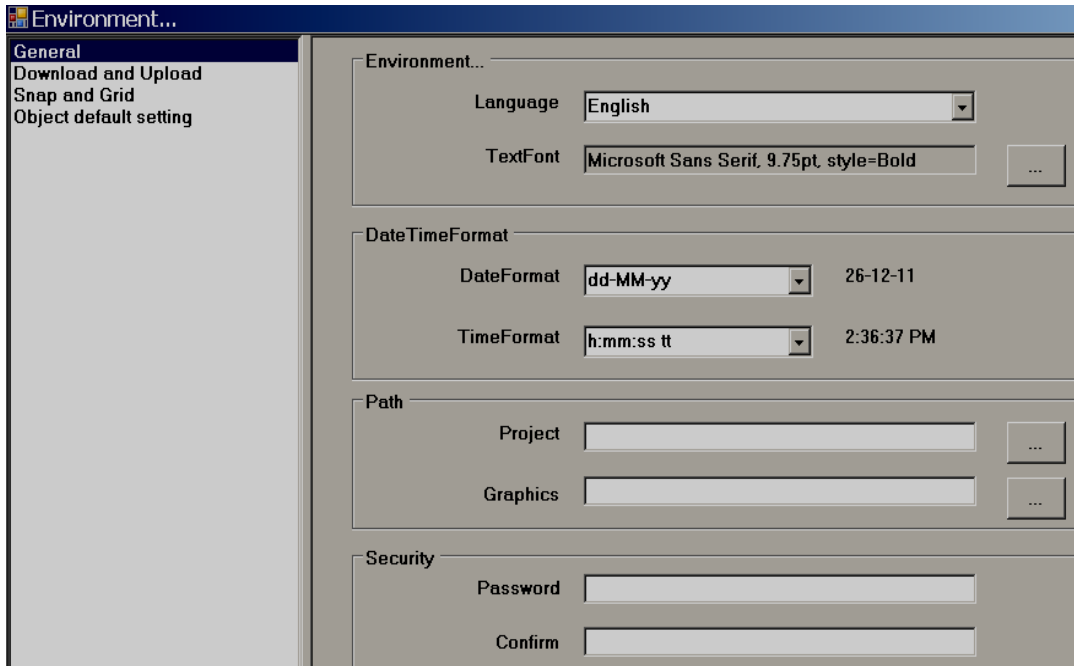 Environment...
General
Download and Upload
Snap and Grid
Object default setting
Environment...
Language English
TextFont Microsoft Sans Serif, 9.75pt, style=Bold ...
DateTimeFormat
DateFormat dd-MM-yy 26-12-11
TimeFormat h:mm:ss tt 2:36:37 PM
Path
Project ...
Graphics ...
Security
Password
Confirm